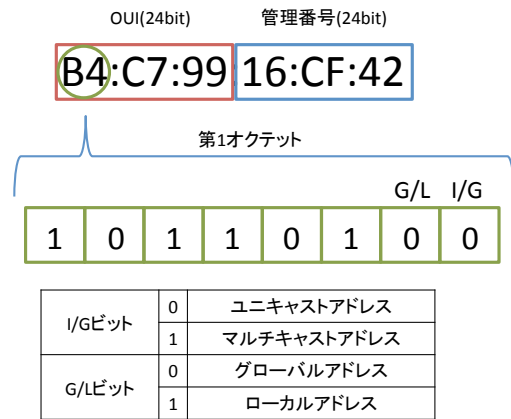 OUI(24bit) 管理番号(24bit)
B4:C7:99 16:CF:42
第1オクテット
G/L I/G
1 0 1 1 0 1 0 0
I/Gビット 0 ユニキャストアドレス
1 マルチキャストアドレス
G/Lビット 0 グローバルアドレス
1 ローカルアドレス